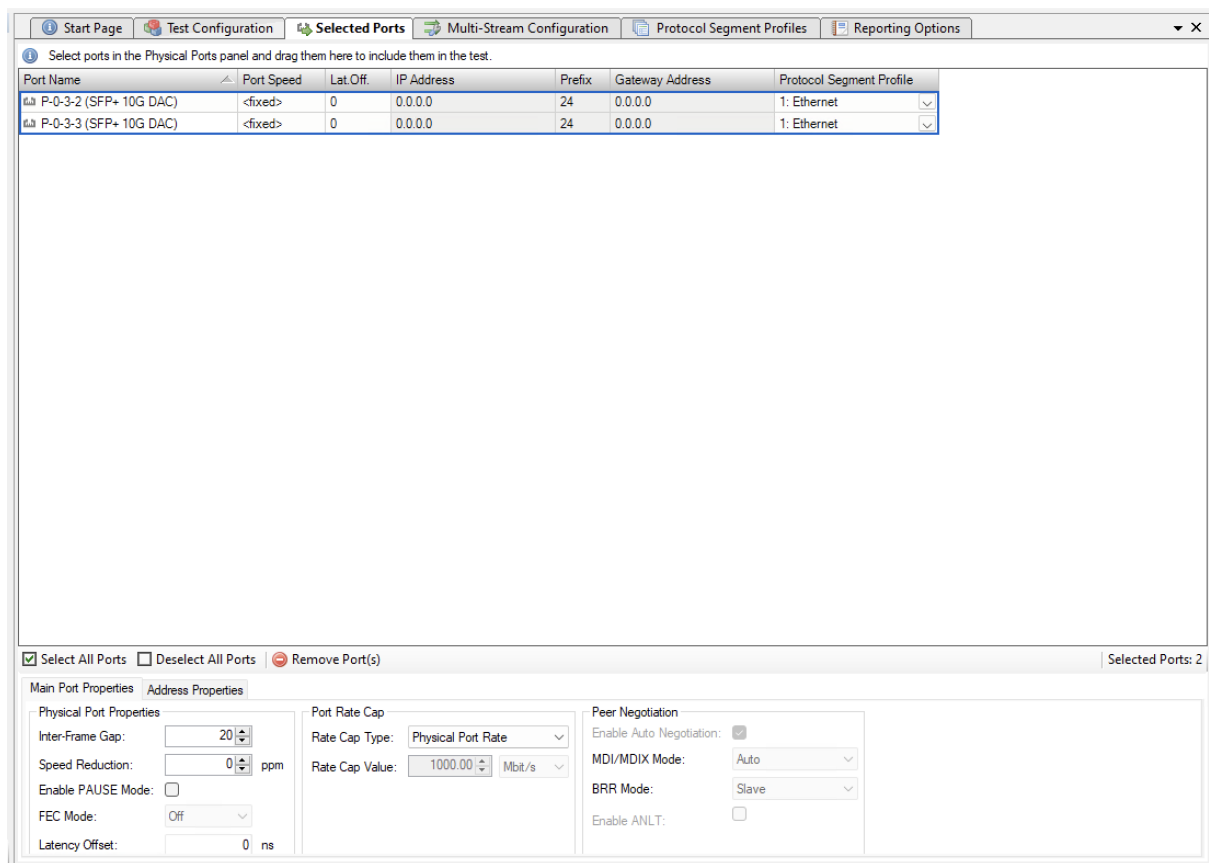 Start Page Test Configuration Selected Ports Multi-Stream Configuration Protocol Segment Profiles Reporting Options
Select ports in the Physical Ports panel and drag them here to include them in the test.
Port Name Port Speed Lat.Off. IP Address Prefix Gateway Address Protocol Segment Profile
P-0-3-2 (SFP+ 10G DAC) <fixed> 0 0.0.0.0 24 0.0.0.0 1: Ethernet
P-0-3-3 (SFP+ 10G DAC) <fixed> 0 0.0.0.0 24 0.0.0.0 1: Ethernet
Select All Ports Deselect All Ports Remove Port(s) Selected Ports: 2
Main Port Properties Address Properties
Physical Port Properties Port Rate Cap Peer Negotiation
Inter-Frame Gap: 20 Rate Cap Type: Physical Port Rate Enable Auto Negotiation:
Speed Reduction: 0 ppm Rate Cap Value: 1000.00 Mbit/s MDI/MDIX Mode: Auto
Enable PAUSE Mode: BRR Mode: Slave
FEC Mode: Off Enable ANLT:
Latency Offset: 0 ns